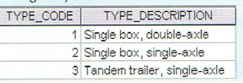 TYPE_CODE TYPE_DESCRIPTION
1 Single box, double-axle
2 Single box, single-axle
3 Tandem trailer, single-axle